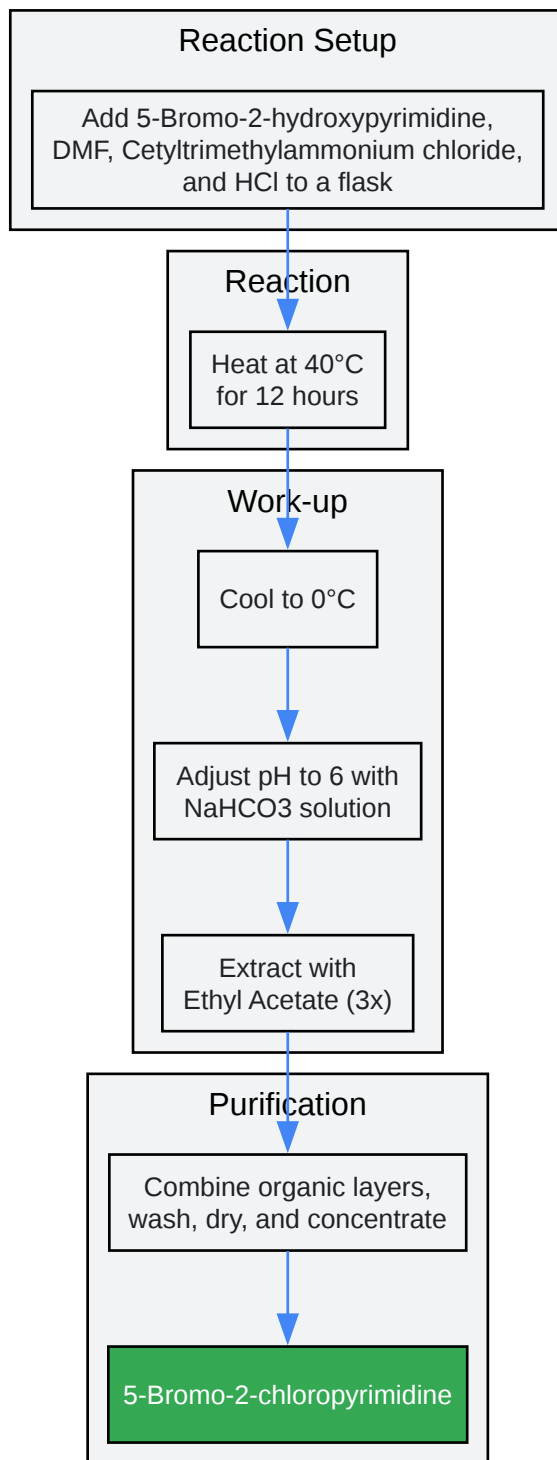 Reaction Setup
Add 5-Bromo-2-hydroxypyrimidine,
DMF, Cetyltrimethylammonium chloride,
and HCl to a flask
Reaction
Heat at 40°C
for 12 hours
Work-up
Cool to 0°C
Adjust pH to 6 with
NaHCO3 solution
Extract with
Ethyl Acetate (3x)
Purification
Combine organic layers,
wash, dry, and concentrate
5-Bromo-2-chloropyrimidine